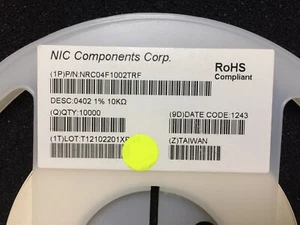 NIC Components Corp.
RoHS
Compliant
(1P)P/N:NRC04F1002TRF
DESC:0402 1% 10KΩ
(Q)QTY:10000
(9D)DATE CODE:1243
(1T)LOT:T12102201XP
(Z)TAIWAN